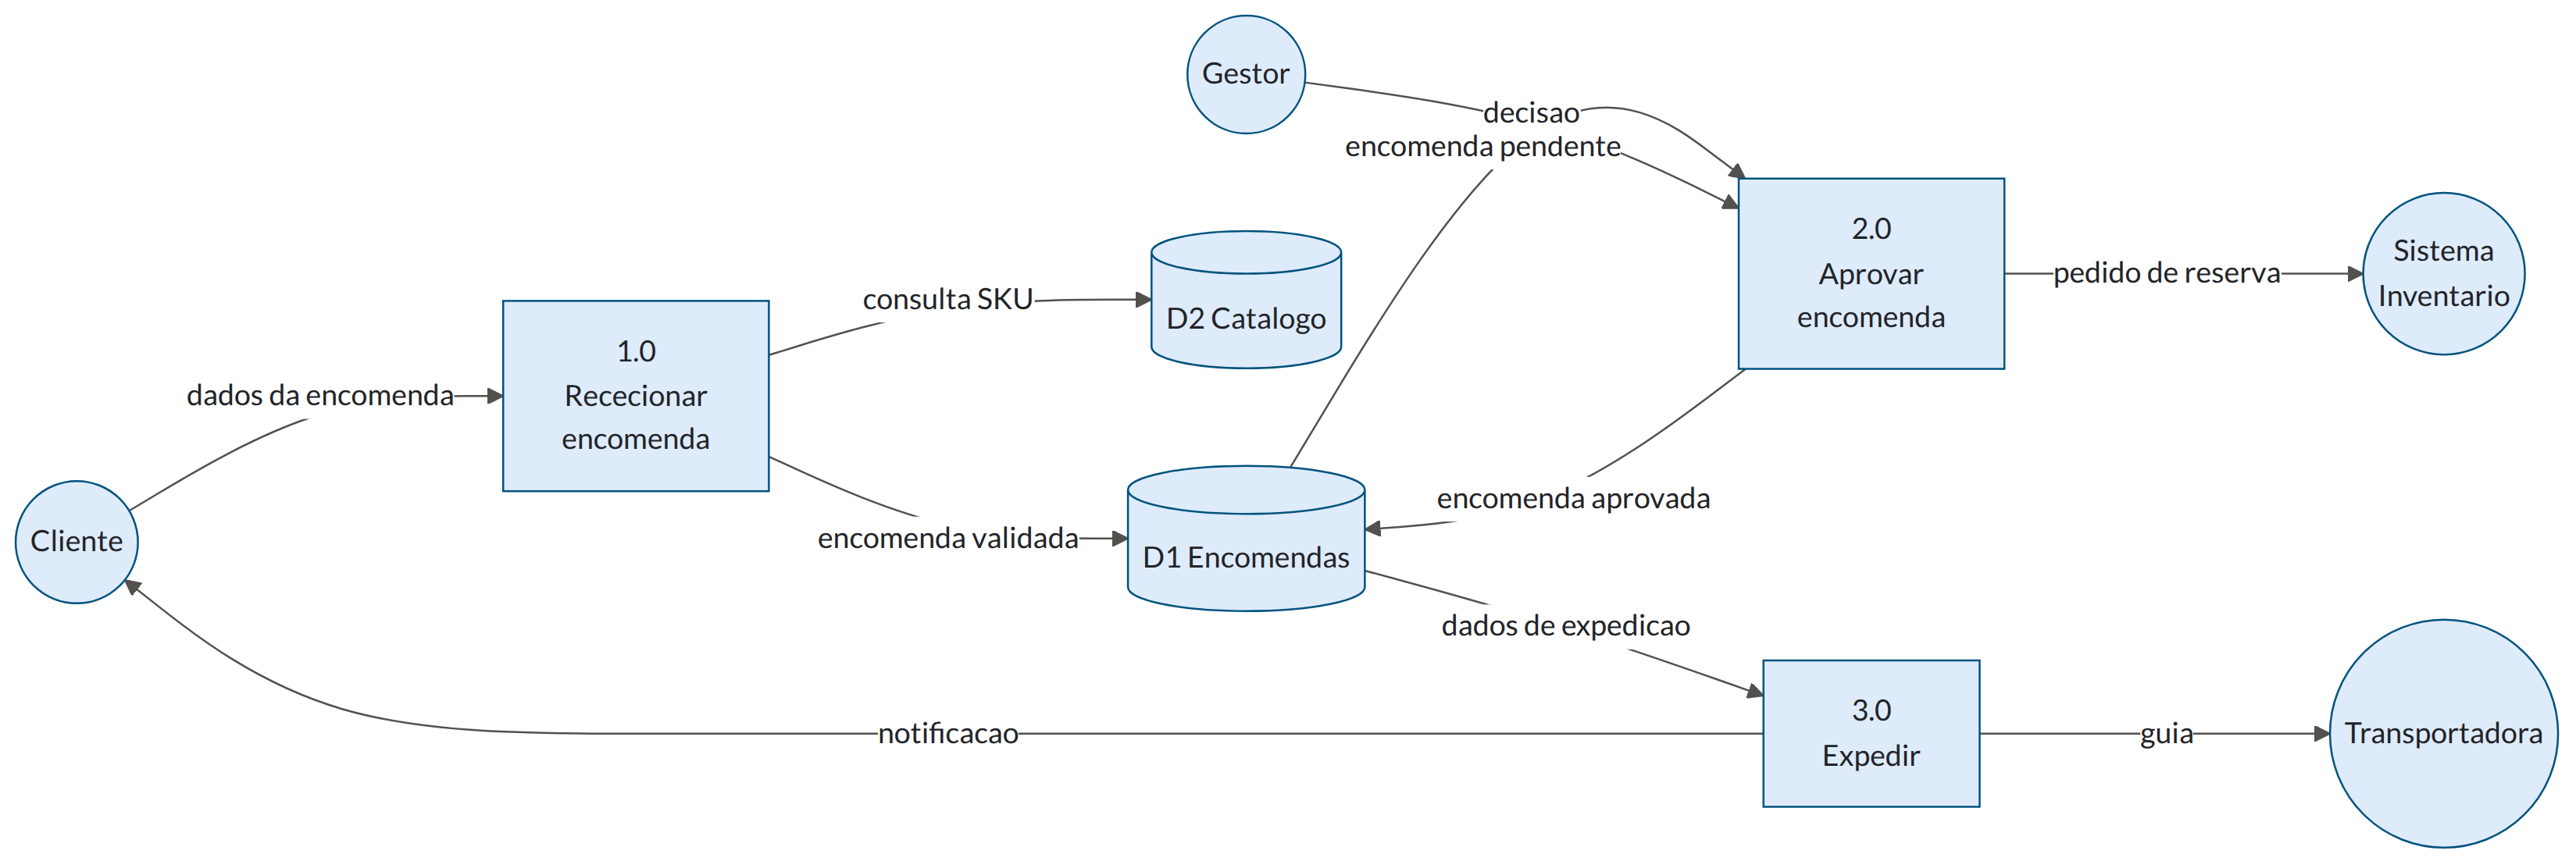 Gestor
decisao
encomenda pendente
2.0
Aprovar
encomenda
pedido de reserva
Sistema
Inventario
consulta SKU
D2 Catalogo
1.0
Rececionar
encomenda
dados da encomenda
Cliente
encomenda validada
D1 Encomendas
encomenda aprovada
dados de expedicao
notificacao
3.0
Expedir
guia
Transportadora